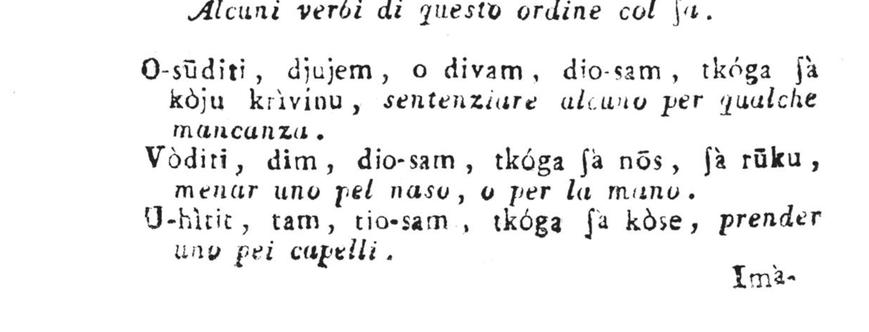 Alcuni verbi di questo ordine col ſa.
O-sūditi, djujem, o divam, dio-sam, tkóga ſà
kòju krìvínu, sentenziare alcuno per qualche
mancanza.
Vòditi, dim, dio-sam, tkóga ſà nōs, ſà rūku,
menar uno pel naso, o per la mano.
U-hìtit, tam, tio-sam, tkóga ſà kòse, prender
uno pei capelli.
Imà-